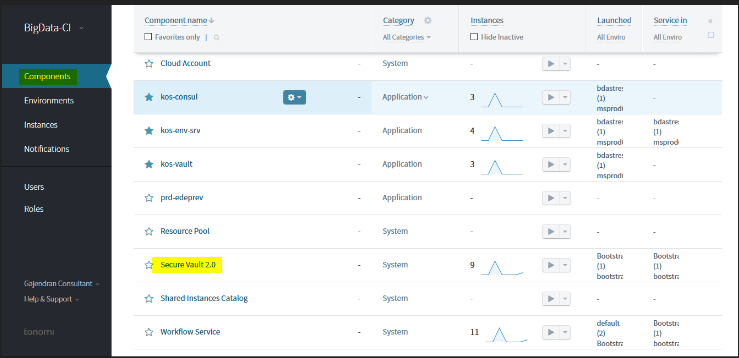 BigData-CI
Components
Environments
Instances
Notifications
Users
Roles
Gajendran Consultant
Help & Support
tonomi
Component name Category Instances Launched Service in
Favorites only | All Categories Hide Inactive All Enviro All Enviro
Cloud Account - System - -
kos-consul - Application 3 bdastres -
(1)
msprodu
kos-env-srv - Application 4 bdastres bdastres
(1) (1)
msprodu msprodu
kos-vault - Application 3 bdastres -
(1)
msprodu
prd-edeprev - Application - - -
Resource Pool - System - - -
Secure Vault 2.0 - System 9 Bootstra Bootstra
(1) (1)
bootstra bootstra
Shared Instances Catalog - System - - -
Workflow Service - System 11 default Bootstra
(2) (1)
Bootstra bootstra